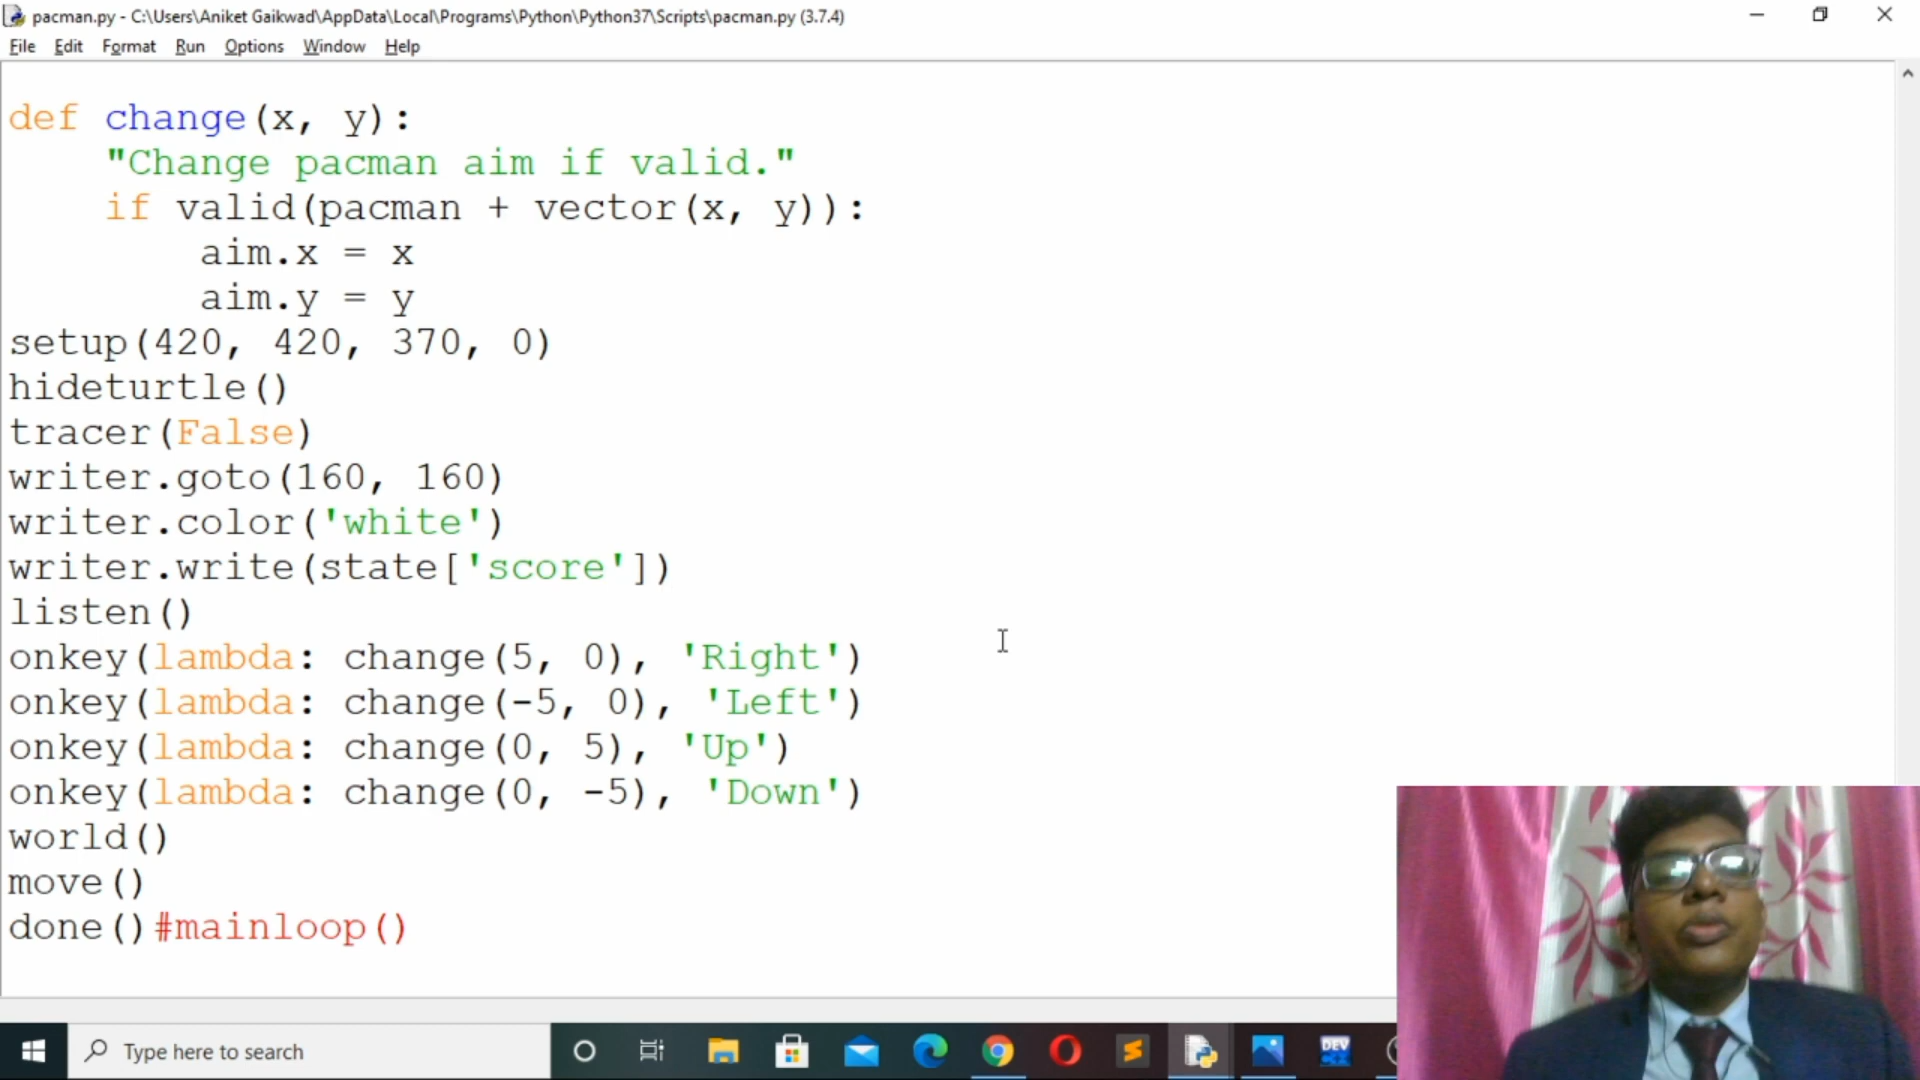 pacman.py - C:\Users\Aniket Gaikwad\AppData\Local\Programs\Python\Python37\Scripts\pacman.py (3.7.4)
File Edit Format Run Options Window Help
def change(x, y):
    "Change pacman aim if valid."
    if valid(pacman + vector(x, y)):
        aim.x = x
        aim.y = y
setup(420, 420, 370, 0)
hideturtle()
tracer(False)
writer.goto(160, 160)
writer.color('white')
writer.write(state['score'])
listen()
onkey(lambda: change(5, 0), 'Right')
onkey(lambda: change(-5, 0), 'Left')
onkey(lambda: change(0, 5), 'Up')
onkey(lambda: change(0, -5), 'Down')
world()
move()
done()#mainloop()
Type here to search
DEV